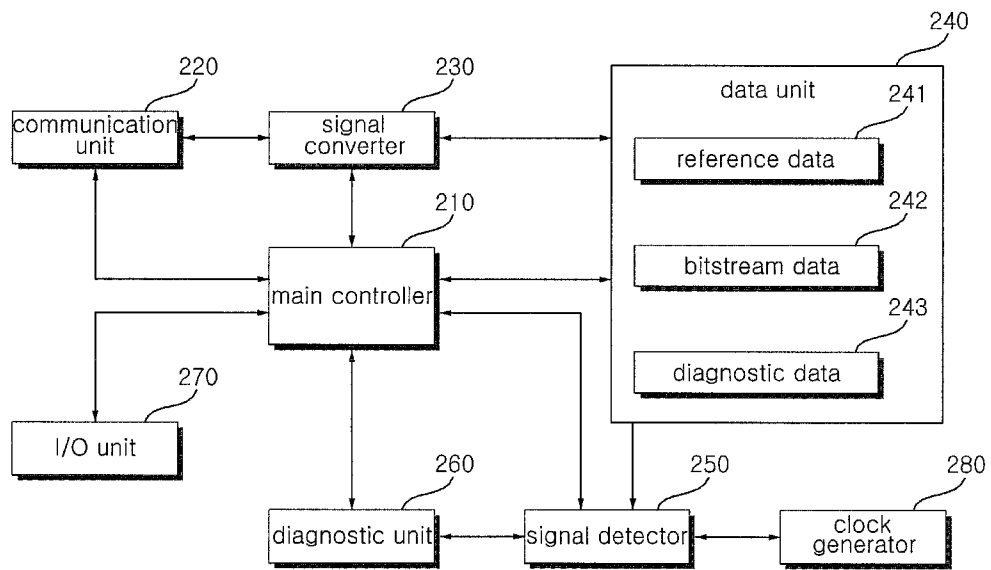 240
220
230
data unit
communication
unit
signal
converter
241
reference data
210
242
main controller
bitstream data
243
270
diagnostic data
I/O unit
260
250
280
diagnostic unit
signal detector
clock
generator